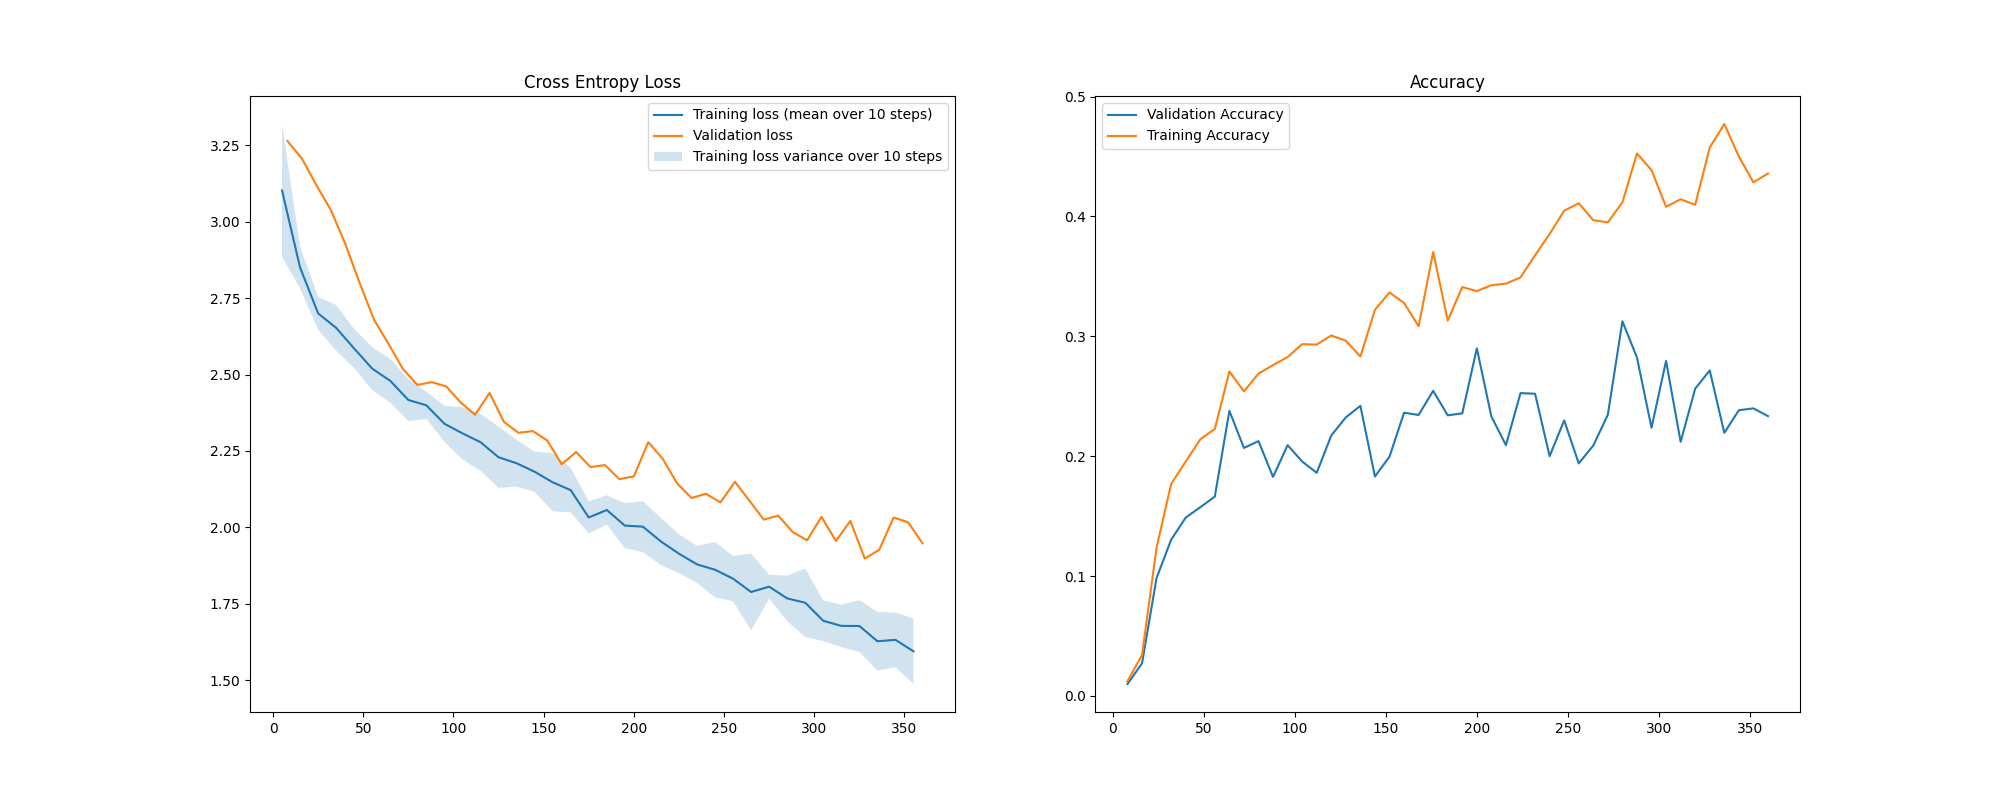 Cross Entropy Loss
Training loss (mean over 10 steps)
Validation loss
Training loss variance over 10 steps
3.25
3.00
2.75
2.50
2.25
2.00
1.75
1.50
0 50 100 150 200 250 300 350
Accuracy
Validation Accuracy
Training Accuracy
0.5
0.4
0.3
0.2
0.1
0.0
0 50 100 150 200 250 300 350